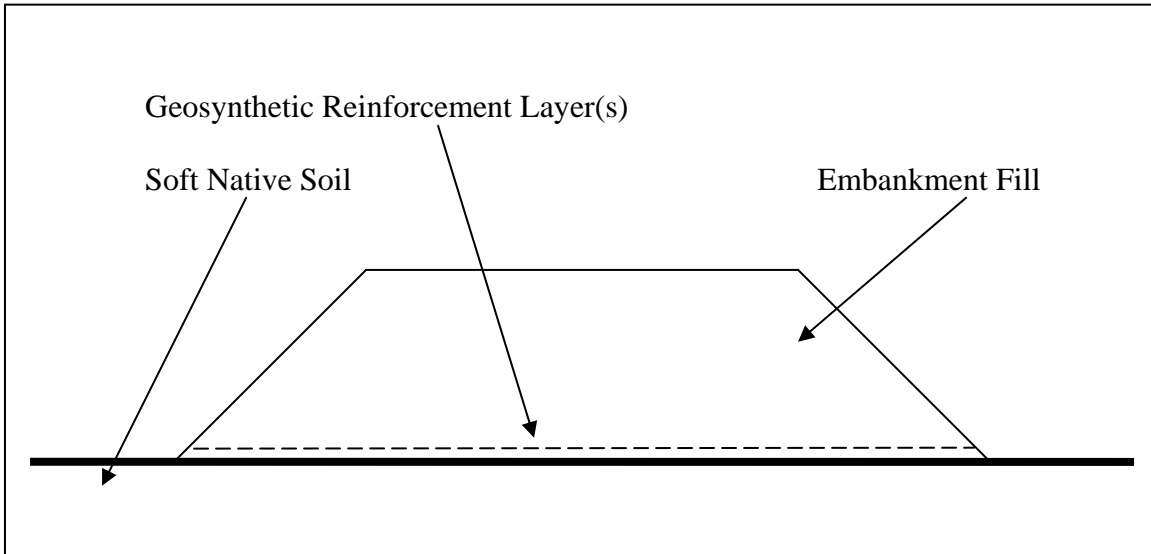 Geosynthetic Reinforcement Layer(s)
Soft Native Soil
Embankment Fill